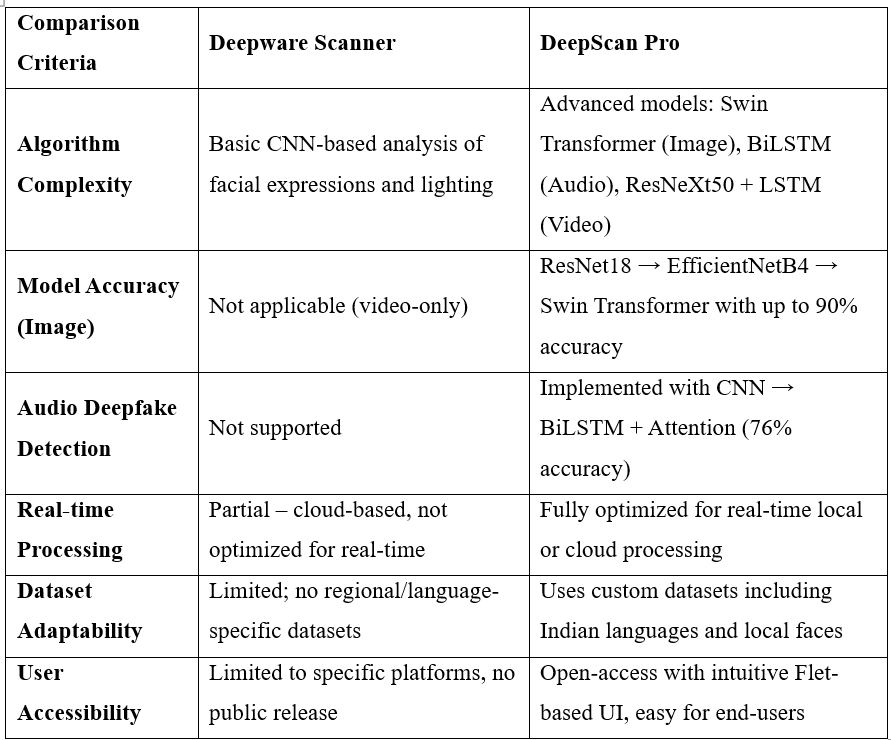 Comparison
Criteria
Deepware Scanner
DeepScan Pro
Algorithm
Complexity
Basic CNN-based analysis of
facial expressions and lighting
Advanced models: Swin
Transformer (Image), BiLSTM
(Audio), ResNeXt50 + LSTM
(Video)
Model Accuracy
(Image)
Not applicable (video-only)
ResNet18 → EfficientNetB4 →
Swin Transformer with up to 90%
accuracy
Audio Deepfake
Detection
Not supported
Implemented with CNN →
BiLSTM + Attention (76%
accuracy)
Real-time
Processing
Partial – cloud-based, not
optimized for real-time
Fully optimized for real-time local
or cloud processing
Dataset
Adaptability
Limited; no regional/language-
specific datasets
Uses custom datasets including
Indian languages and local faces
User
Accessibility
Limited to specific platforms, no
public release
Open-access with intuitive Flet-
based UI, easy for end-users